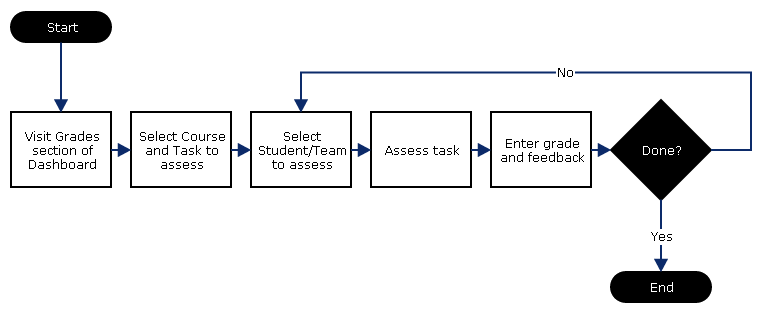 Start
No
Visit Grades
section of
Dashboard
Select Course
and Task to
assess
Select
Student/Team
to assess
Assess task
Enter grade
and feedback
Done?
Yes
End